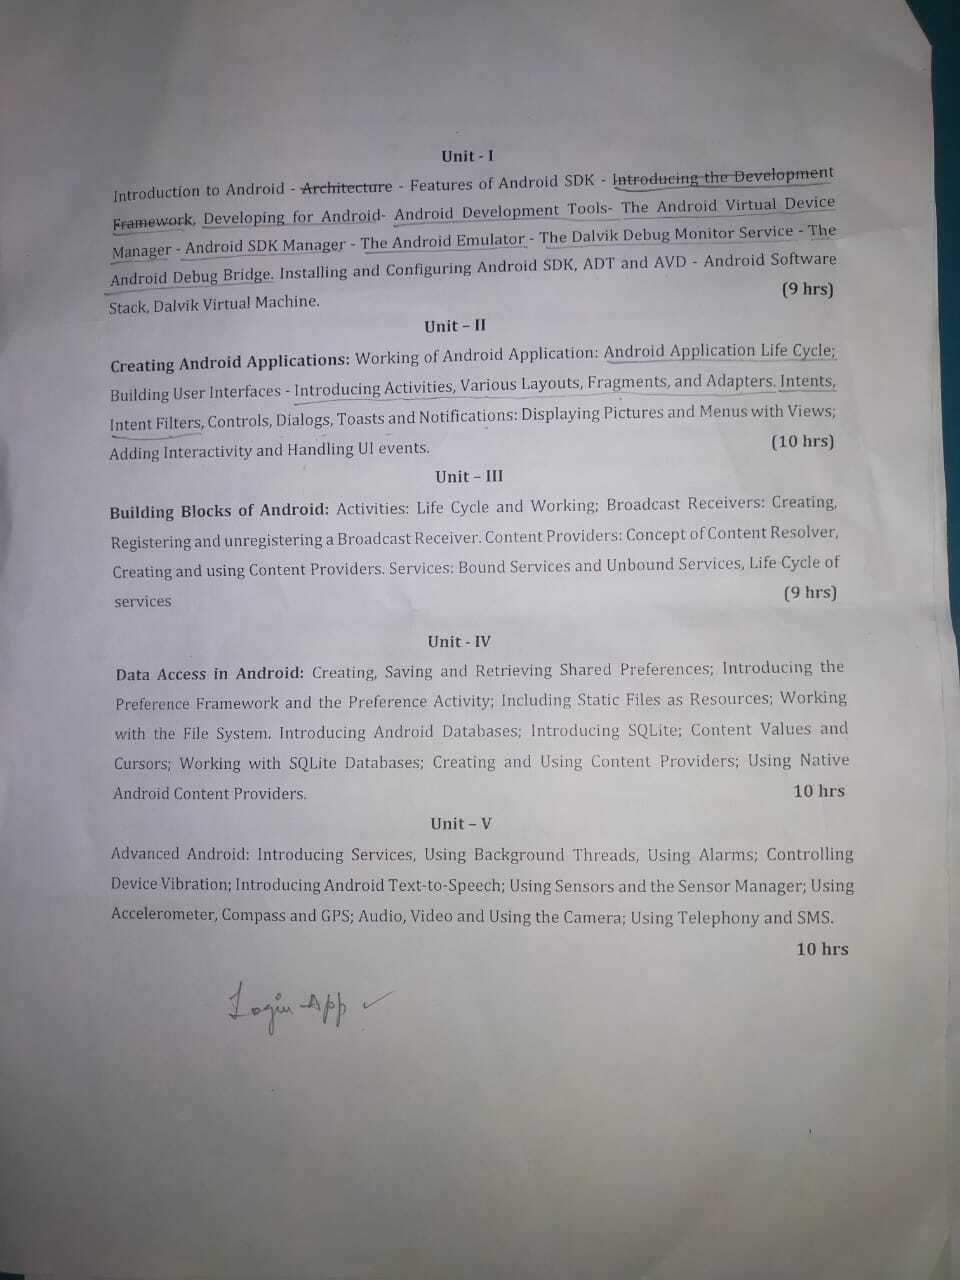 Unit - I
Introduction to Android - Architecture - Features of Android SDK - Introducing the Development
Framework, Developing for Android- Android Development Tools- The Android Virtual Device
Manager - Android SDK Manager - The Android Emulator - The Dalvik Debug Monitor Service - The
Android Debug Bridge. Installing and Configuring Android SDK, ADT and AVD - Android Software
Stack, Dalvik Virtual Machine. (9 hrs)
Unit – II
Creating Android Applications: Working of Android Application: Android Application Life Cycle;
Building User Interfaces - Introducing Activities, Various Layouts, Fragments, and Adapters. Intents,
Intent Filters, Controls, Dialogs, Toasts and Notifications: Displaying Pictures and Menus with Views;
Adding Interactivity and Handling UI events. (10 hrs)
Unit – III
Building Blocks of Android: Activities: Life Cycle and Working; Broadcast Receivers: Creating,
Registering and unregistering a Broadcast Receiver. Content Providers: Concept of Content Resolver,
Creating and using Content Providers. Services: Bound Services and Unbound Services, Life Cycle of
services (9 hrs)
Unit - IV
Data Access in Android: Creating, Saving and Retrieving Shared Preferences; Introducing the
Preference Framework and the Preference Activity; Including Static Files as Resources; Working
with the File System. Introducing Android Databases; Introducing SQLite; Content Values and
Cursors; Working with SQLite Databases; Creating and Using Content Providers; Using Native
Android Content Providers. 10 hrs
Unit – V
Advanced Android: Introducing Services, Using Background Threads, Using Alarms; Controlling
Device Vibration; Introducing Android Text-to-Speech; Using Sensors and the Sensor Manager; Using
Accelerometer, Compass and GPS; Audio, Video and Using the Camera; Using Telephony and SMS.
10 hrs
Login App ✓